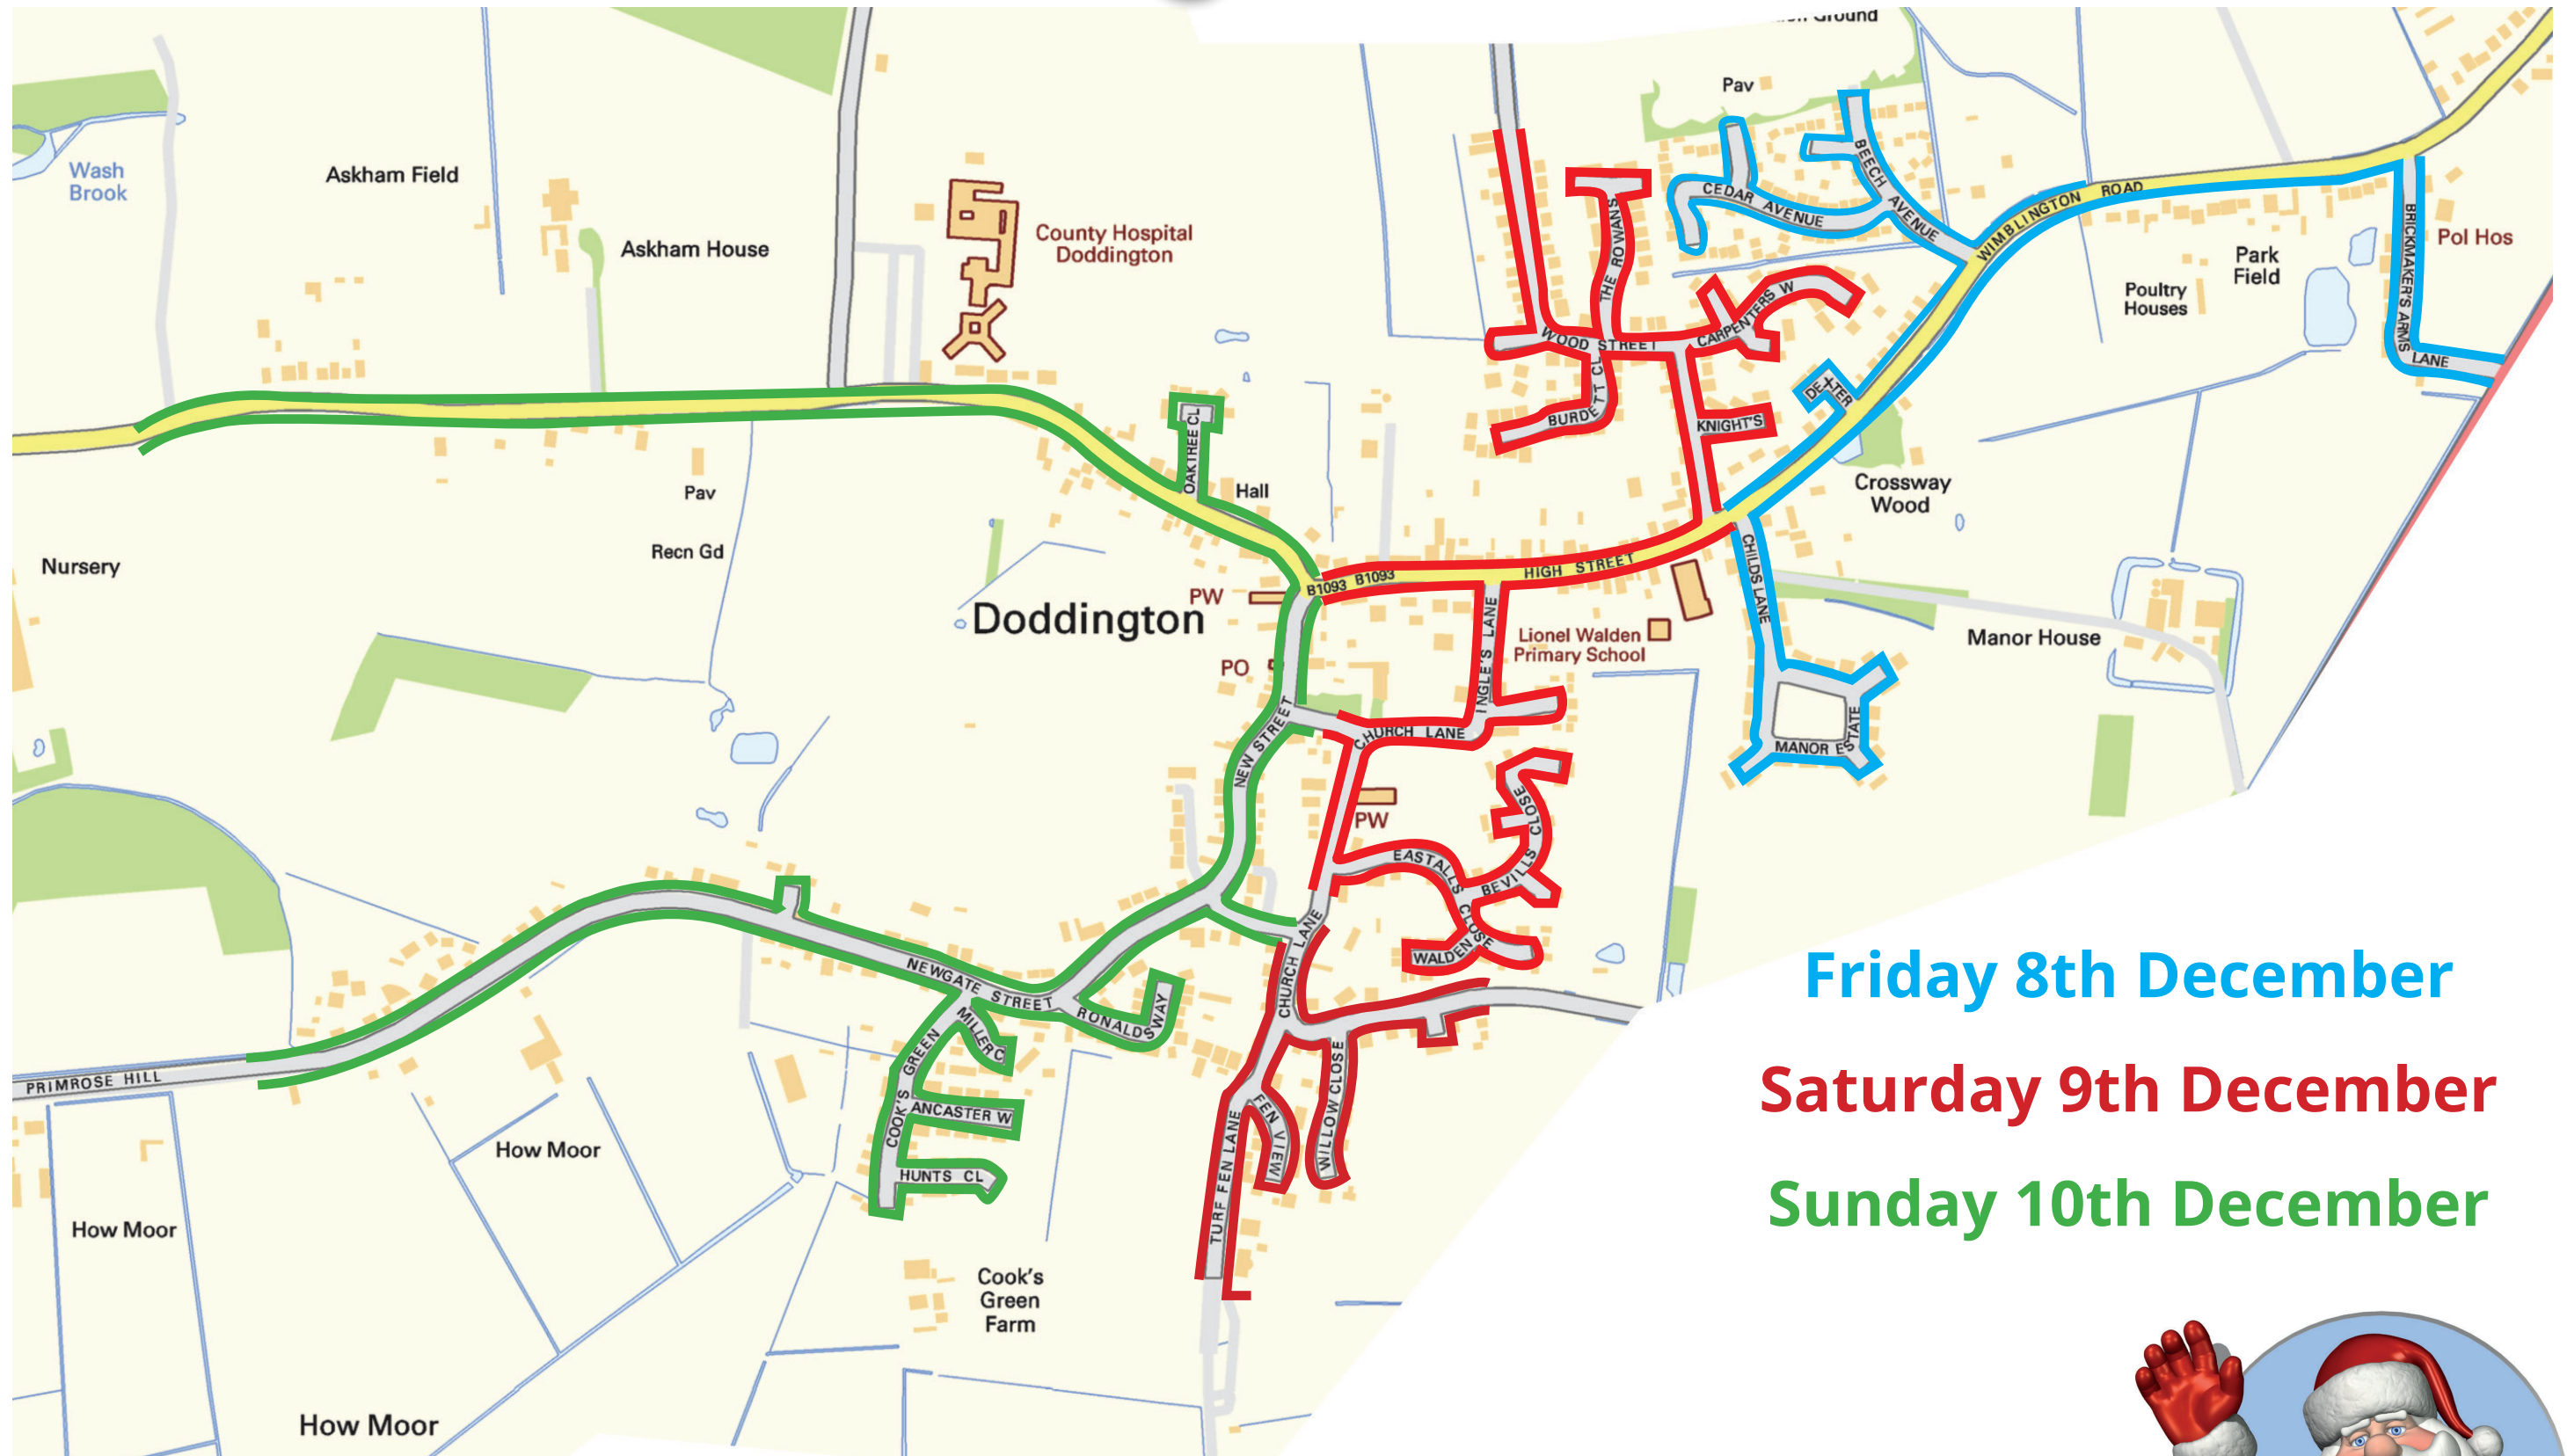 Ground
Pav
Wash
Brook
Askham Field
Askham House
County Hospital
Doddington
CEDAR AVENUE
BEECH AVENUE
WIMBLINGTON ROAD
BRICKMAKER'S ARMS
LANE
Pol Hos
Park
Field
Poultry
Houses
THE ROWANS
CARPENTERS W
WOOD STREET
BURDETT CL
KNIGHT'S
DEXTER
OAKTREE CL
Hall
Crossway
Wood
Pav
Recn Gd
Nursery
B1093 B1093
HIGH STREET
CHILDS LANE
PW
Doddington
PO
INGLE'S LANE
Lionel Walden
Primary School
Manor House
NEW STREET
CHURCH LANE
MANOR ESTATE
PW
EASTALLS CLOSE
BEVILLS CLOSE
WALDEN
CHURCH LANE
NEWGATE STREET
RONALDSWAY
MILLER C
COOK'S GREEN
ANCASTER W
HUNTS CL
PRIMROSE HILL
TURF FEN LANE
FEN VIEW
WILLOW CLOSE
How Moor
How Moor
Cook's
Green
Farm
How Moor
Friday 8th December
Saturday 9th December
Sunday 10th December